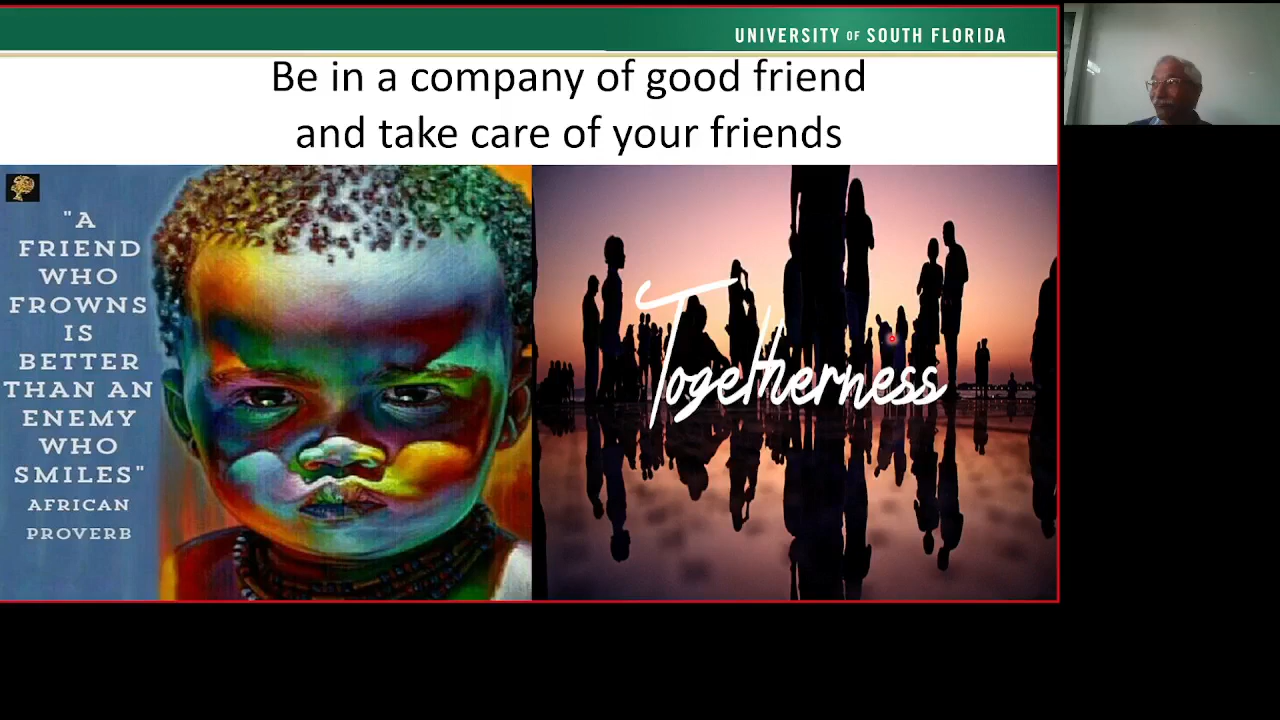 UNIVERSITY OF SOUTH FLORIDA
Be in a company of good friend
and take care of your friends
"A
FRIEND
WHO
FROWNS
IS
BETTER
THAN AN
ENEMY
WHO
SMILES"
AFRICAN
PROVERB
Togetherness